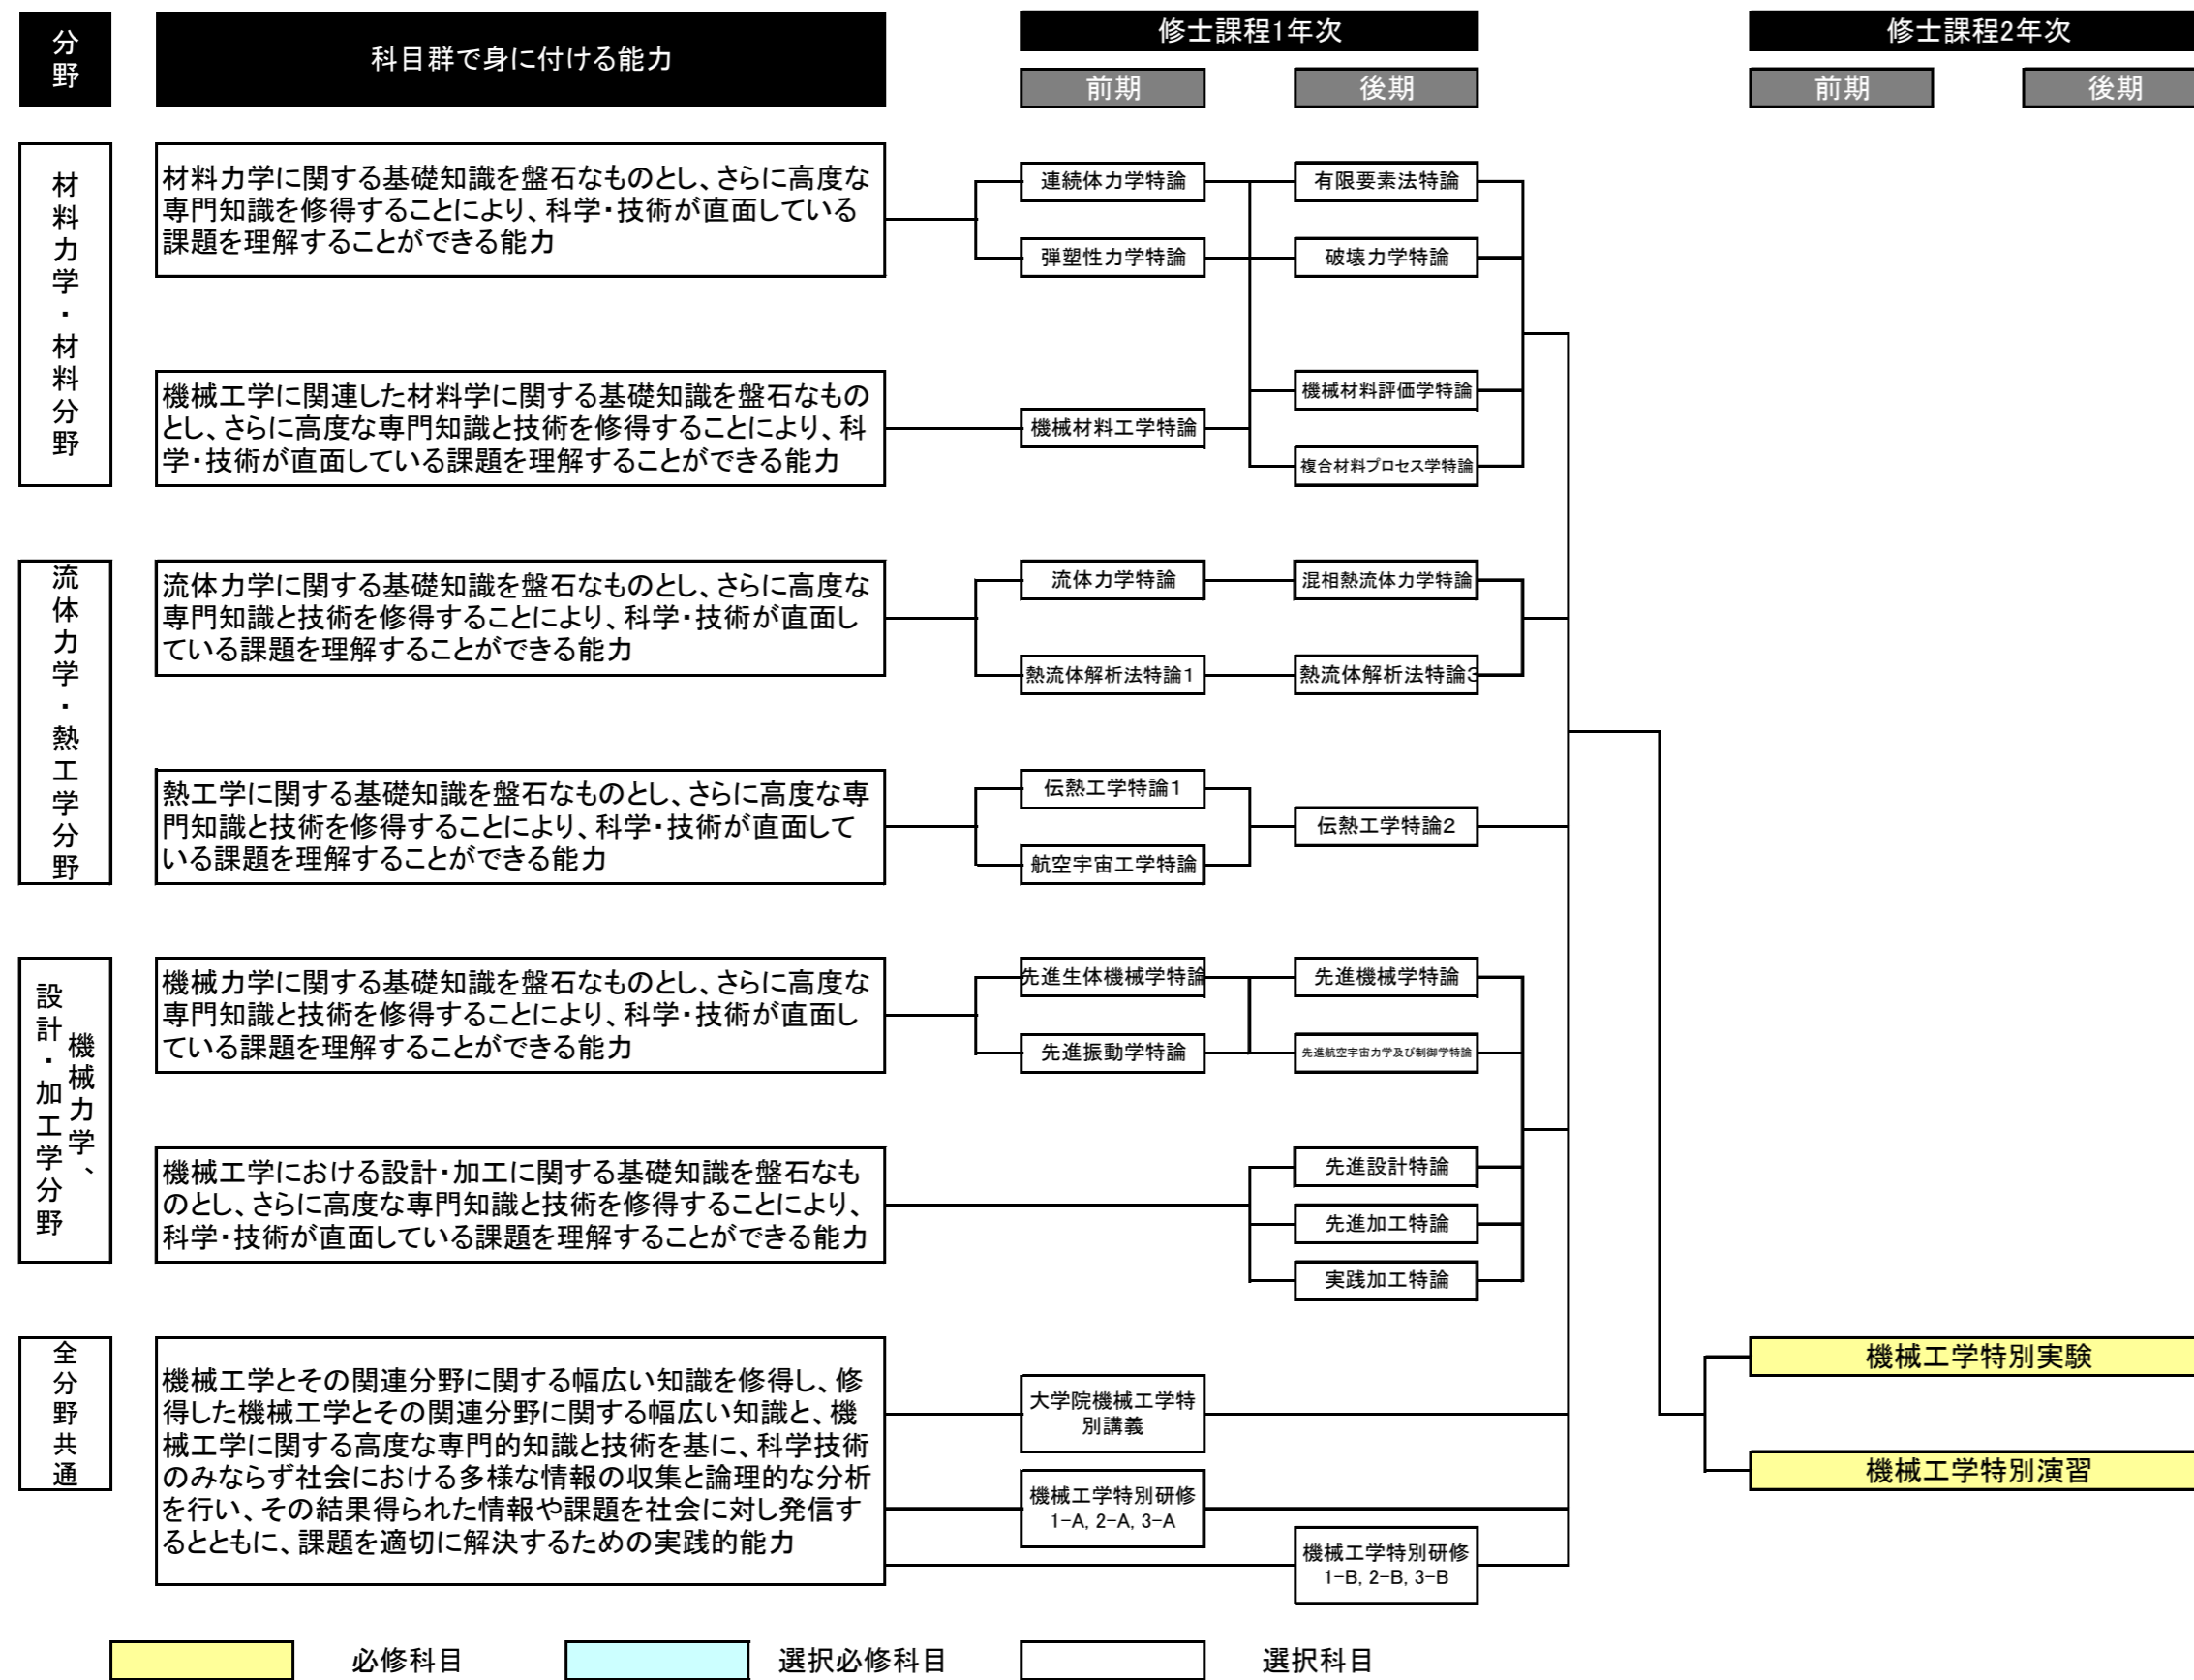 分野
科目群で身に付ける能力
修士課程1年次
修士課程2年次
前期
後期
前期
後期
材料力学・材料分野
材料力学に関する基礎知識を盤石なものとし、さらに高度な
専門知識を修得することにより、科学・技術が直面している
課題を理解することができる能力
連続体力学特論
有限要素法特論
弾塑性力学特論
破壊力学特論
機械工学に関連した材料学に関する基礎知識を盤石なもの
とし、さらに高度な専門知識と技術を修得することにより、科
学・技術が直面している課題を理解することができる能力
機械材料工学特論
機械材料評価学特論
複合材料プロセス学特論
流体力学・熱工学分野
流体力学に関する基礎知識を盤石なものとし、さらに高度な
専門知識と技術を修得することにより、科学・技術が直面し
ている課題を理解することができる能力
流体力学特論
混相熱流体力学特論
熱流体解析法特論1
熱流体解析法特論3
熱工学に関する基礎知識を盤石なものとし、さらに高度な専
門知識と技術を修得することにより、科学・技術が直面して
いる課題を理解することができる能力
伝熱工学特論1
伝熱工学特論2
航空宇宙工学特論
機械力学、
設計・加工学分野
機械力学に関する基礎知識を盤石なものとし、さらに高度な
専門知識と技術を修得することにより、科学・技術が直面し
ている課題を理解することができる能力
先進生体機械学特論
先進機械学特論
先進振動学特論
先進航空宇宙力学及び制御学特論
機械工学における設計・加工に関する基礎知識を盤石なも
のとし、さらに高度な専門知識と技術を修得することにより、
科学・技術が直面している課題を理解することができる能力
先進設計特論
先進加工特論
実践加工特論
全分野共通
機械工学とその関連分野に関する幅広い知識を修得し、修
得した機械工学とその関連分野に関する幅広い知識と、機
械工学に関する高度な専門的知識と技術を基に、科学技術
のみならず社会における多様な情報の収集と論理的な分析
を行い、その結果得られた情報や課題を社会に対し発信す
るとともに、課題を適切に解決するための実践的能力
大学院機械工学特
別講義
機械工学特別研修
1-A, 2-A, 3-A
機械工学特別研修
1-B, 2-B, 3-B
機械工学特別実験
機械工学特別演習
必修科目
選択必修科目
選択科目